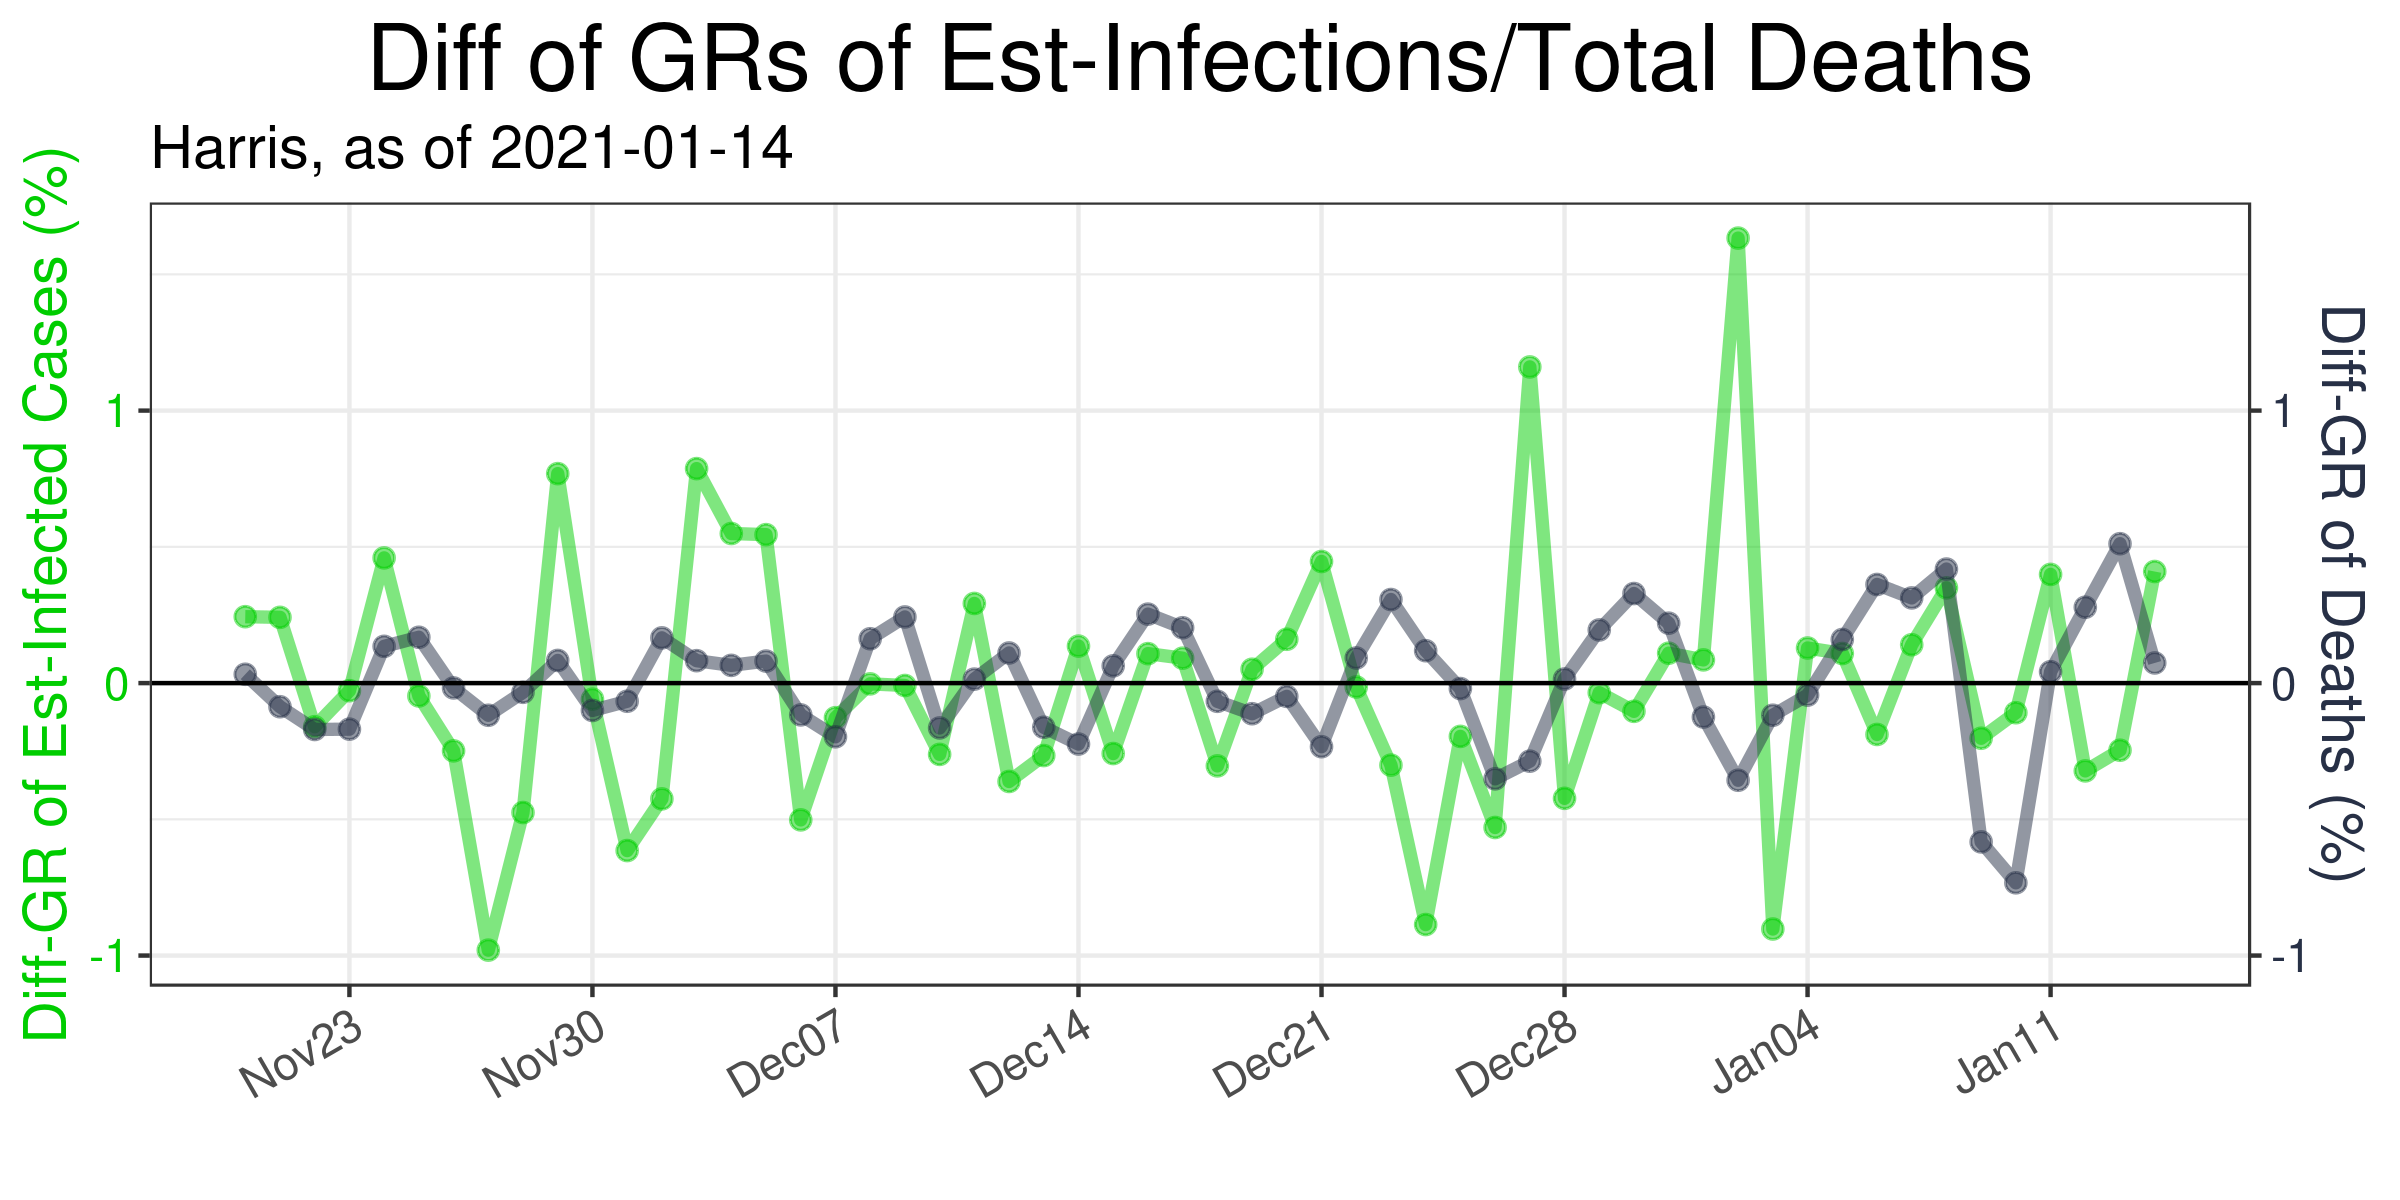 Diff of GRs of Est-Infections/Total Deaths
Harris, as of 2021-01-14
Diff-GR of Est-Infected Cases (%)
1
0
-1
1
0
-1
Diff-GR of Deaths (%)
Nov23
Nov30
Dec07
Dec14
Dec21
Dec28
Jan04
Jan11